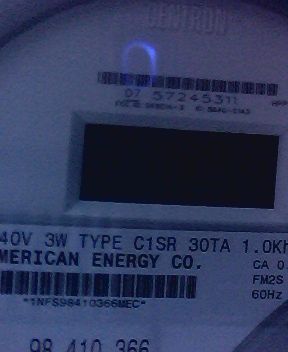 CENTRON
07 57245311
40V 3W TYPE C1SR 30TA 1.0Kh
MERICAN ENERGY CO.
CA 0.
FM2S
60Hz
"1NFS98410366MEC"
98 410 366